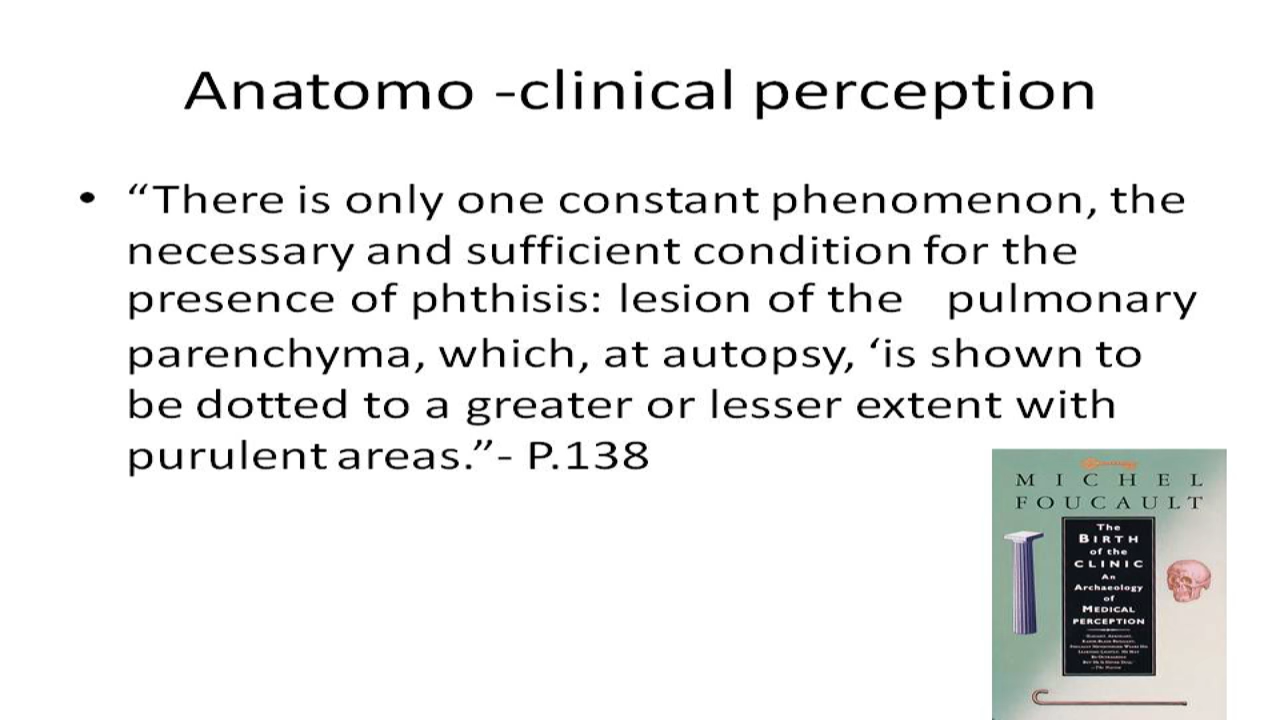 Anatomo -clinical perception
• “There is only one constant phenomenon, the
necessary and sufficient condition for the
presence of phthisis: lesion of the pulmonary
parenchyma, which, at autopsy, ‘is shown to
be dotted to a greater or lesser extent with
purulent areas.”- P.138
MICHEL
FOUCAULT
The
BIRTH
of the
CLINIC
An
Archaeology
of
MEDICAL
PERCEPTION